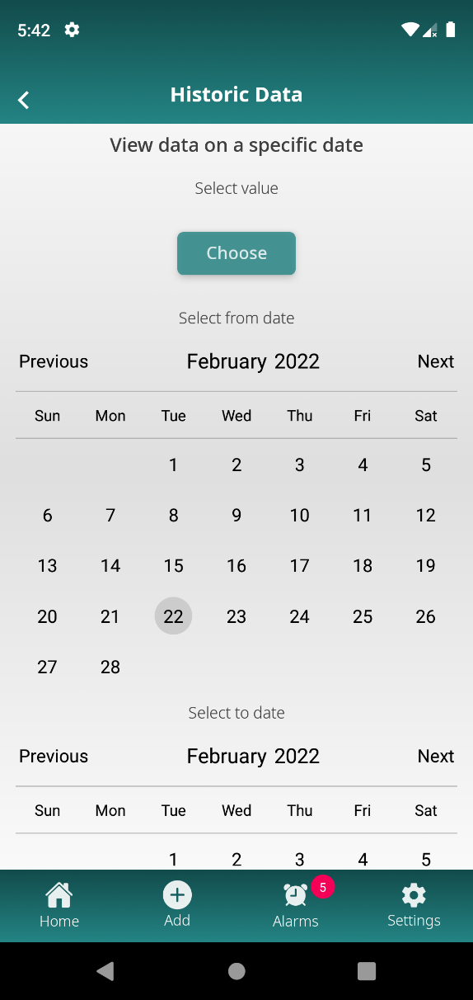 5:42
Historic Data
View data on a specific date
Select value
Choose
Select from date
Previous February 2022 Next
Sun Mon Tue Wed Thu Fri Sat
1 2 3 4 5
6 7 8 9 10 11 12
13 14 15 16 17 18 19
20 21 22 23 24 25 26
27 28
Select to date
Previous February 2022 Next
Sun Mon Tue Wed Thu Fri Sat
1 2 3 4 5
5
Home Add Alarms Settings